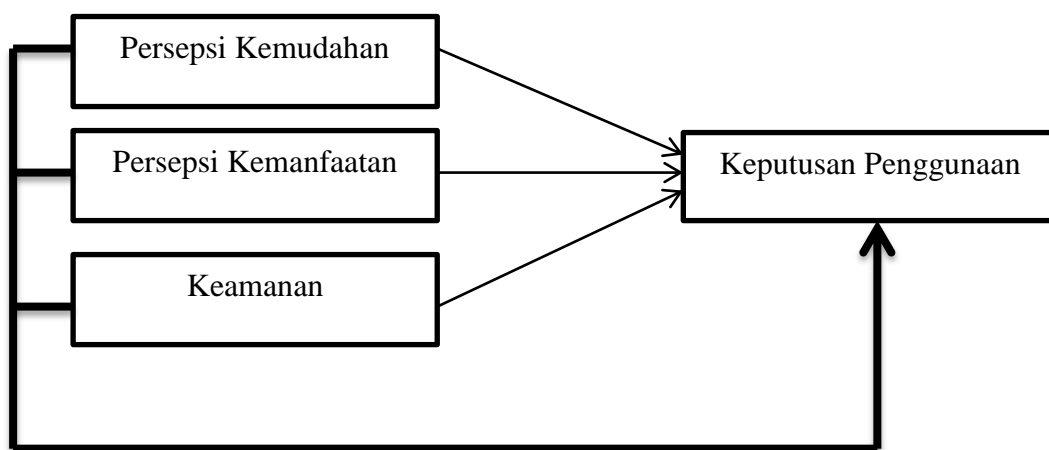 Persepsi Kemudahan
Persepsi Kemanfaatan
Keputusan Penggunaan
Keamanan